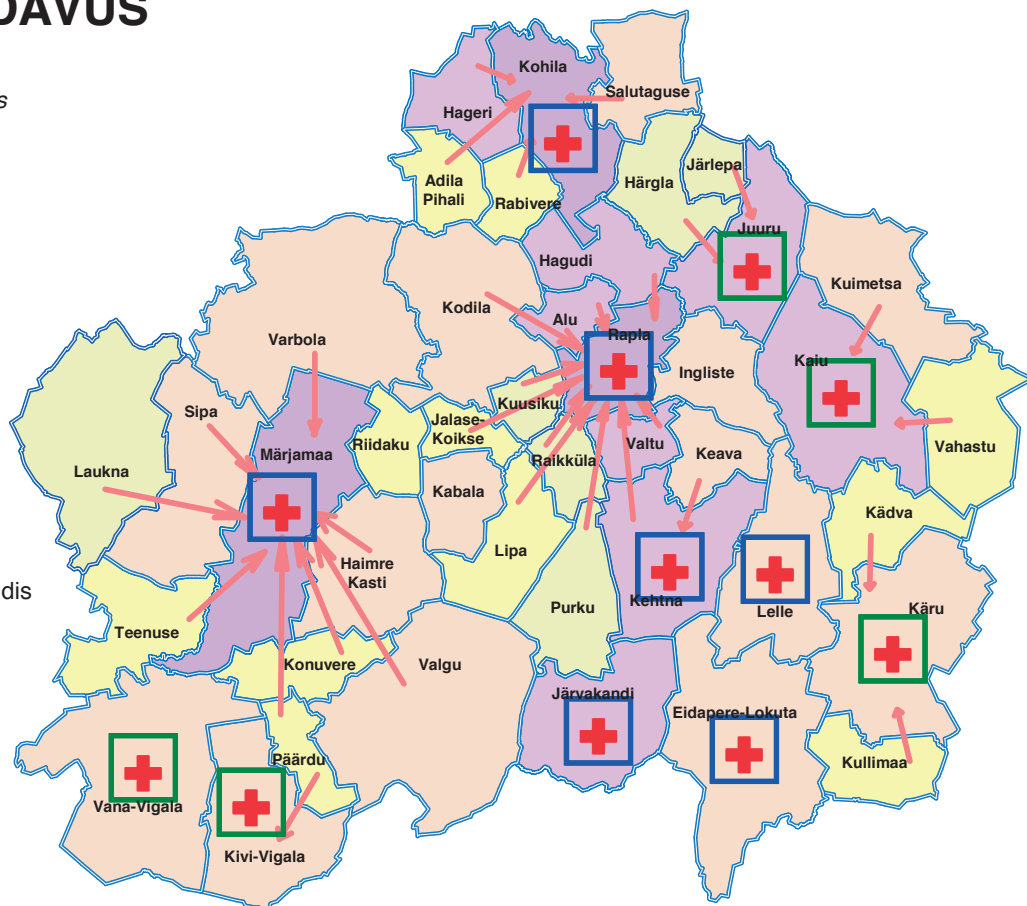 DAVUS
s
Kohila
Salutaguse
Hageri
Järlepa
Adila
Pihali
Härgla
Rabivere
Juuru
Hagudi
Kuimetsa
Kodila
Alu
Rapla
Varbola
Kaiu
Ingliste
Kuusiku
Sipa
Jalase-
Koikse
Riidaku
Valtu
Vahastu
Märjamaa
Keava
Raikküla
Laukna
Kabala
Kädva
Lipa
Haimre
Kasti
dis
Purku
Kehtna
Lelle
Käru
Teenuse
Konuvere
Valgu
Järvakandi
Eidapere-Lokuta
Päärdu
Kullimaa
Vana-Vigala
Kivi-Vigala